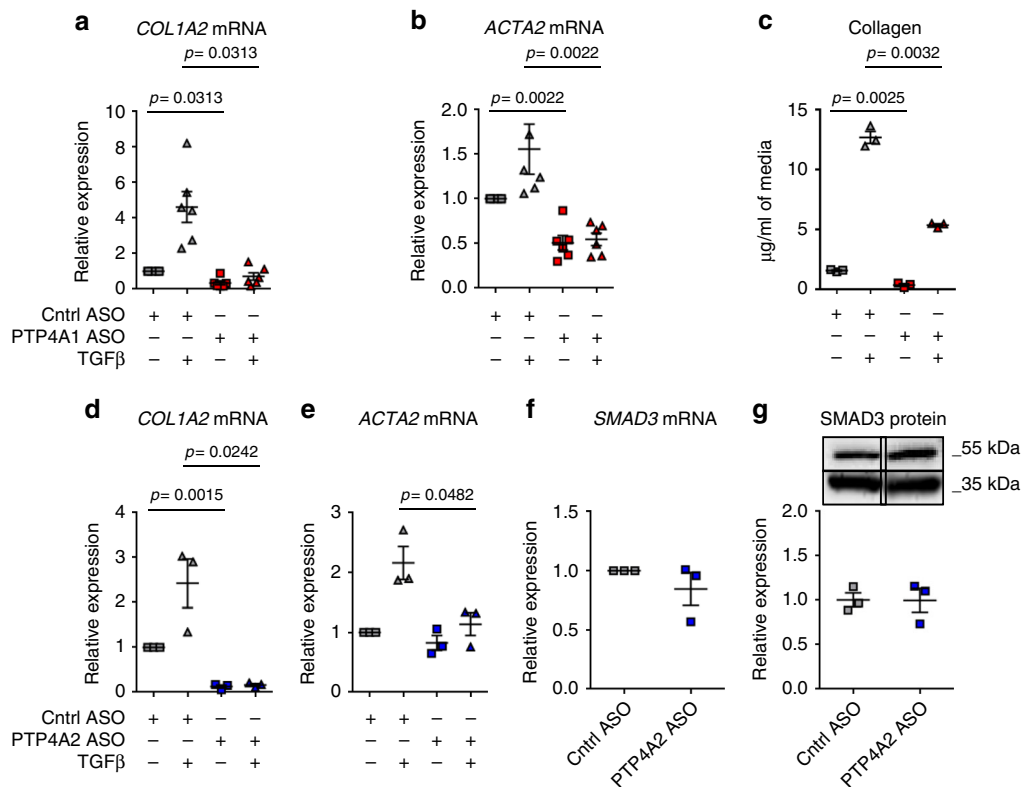 a
COL1A2 mRNA
p= 0.0313
p= 0.0313
Relative expression
10
8
6
4
2
0
Cntrl ASO + + – –
PTP4A1 ASO – – + +
TGFβ – + – +
b
ACTA2 mRNA
p= 0.0022
p= 0.0022
Relative expression
2.0
1.5
1.0
0.5
0.0
+ + – –
– – + +
– + – +
c
Collagen
p= 0.0032
p= 0.0025
μg/ml of media
15
10
5
0
+ + – –
– – + +
– + – +
d
COL1A2 mRNA
p= 0.0242
p= 0.0015
Relative expression
4
3
2
1
0
Cntrl ASO + + – –
PTP4A2 ASO – – + +
TGFβ – + – +
e
ACTA2 mRNA
p= 0.0482
Relative expression
3
2
1
0
+ + – –
– – + +
– + – +
f
SMAD3 mRNA
Relative expression
1.5
1.0
0.5
0.0
Cntrl ASO
PTP4A2 ASO
g
SMAD3 protein
_55 kDa
_35 kDa
Relative expression
2.0
1.5
1.0
0.5
0.0
Cntrl ASO
PTP4A2 ASO